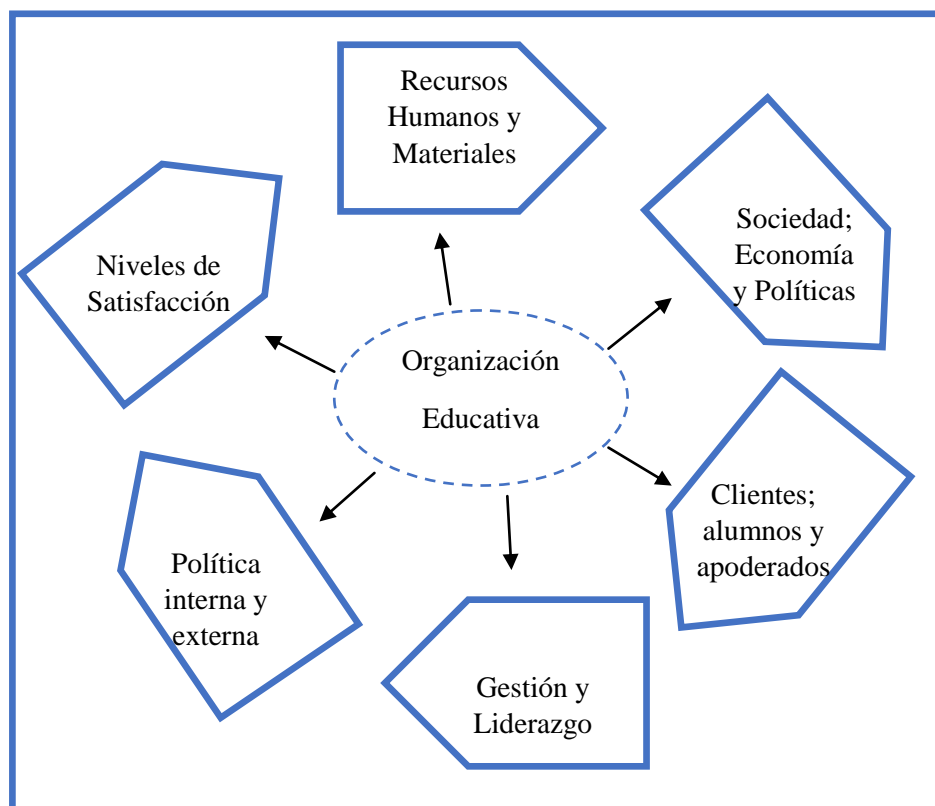 Recursos
Humanos y
Materiales
Sociedad;
Economía
y Políticas
Niveles de
Satisfacción
Organización
Educativa
Clientes;
alumnos y
apoderados
Política
interna y
externa
Gestión y
Liderazgo